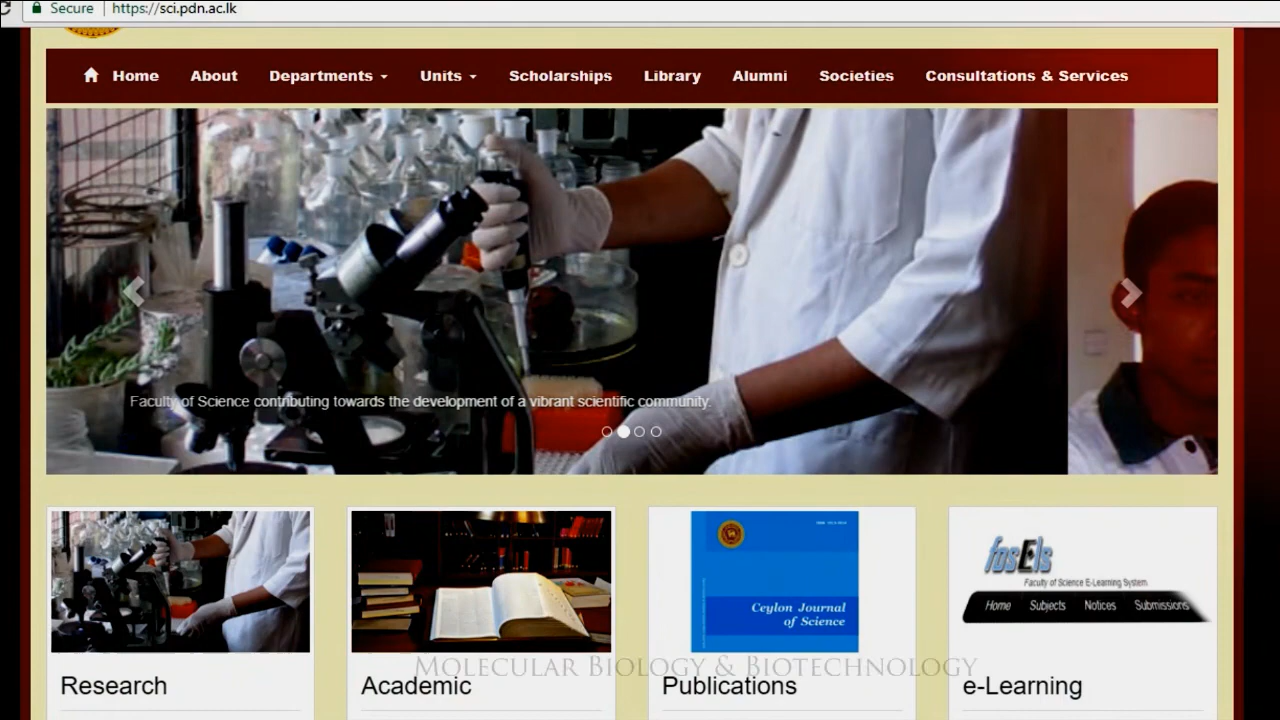 Secure https://sci.pdn.ac.lk
Home About Departments Units Scholarships Library Alumni Societies Consultations & Services
Faculty of Science contributing towards the development of a vibrant scientific community.
Ceylon Journal
of Science
fosEls
Faculty of Science E-Learning System
Home Subjects Notices Submissions
MOLECULAR BIOLOGY & BIOTECHNOLOGY
Research Academic Publications e-Learning